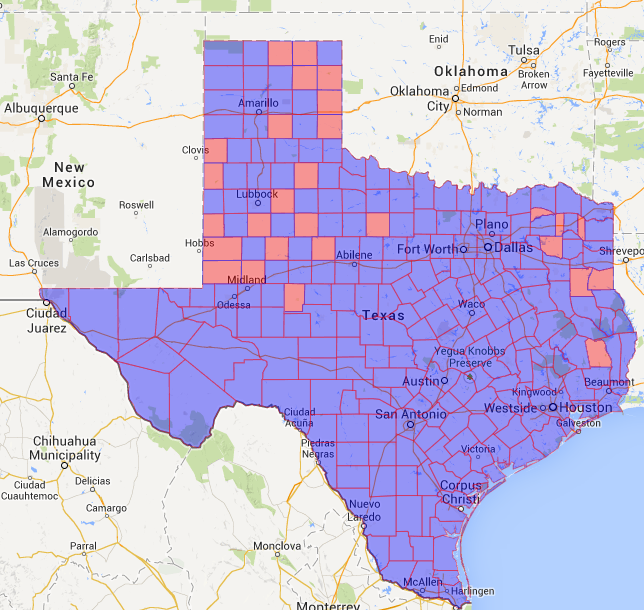 Enid
Tulsa
Rogers
Santa Fe
Oklahoma
Broken
Arrow
Fayetteville
Albuquerque
Amarillo
Oklahoma
City
Edmond
Norman
Clovis
New
Mexico
Lubbock
Roswell
Plano
Alamogordo
Hobbs
Abilene
Fort Worth
Dallas
Shrevepo
Las Cruces
Carlsbad
Midland
Odessa
Ciudad
Juarez
Texas
Waco
Yegua Knobbs
Preserve
Austin
Kingwood
Beaumont
San Antonio
Westside
Houston
Ciudad
Acuña
Galveston
Chihuahua
Municipality
Piedras
Negras
Victoria
Ciudad
Cuauhtemoc
Delicias
Corpus
Christi
Camargo
Nuevo
Laredo
Parral
Monclova
McAllen
Harlingen
Monterrey